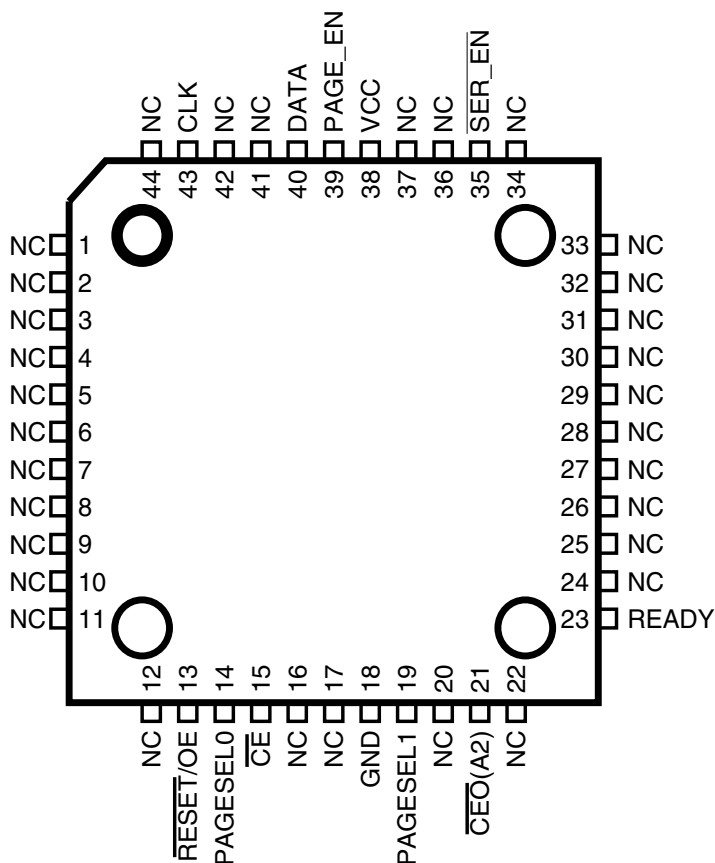 NC
CLK
NC
NC
DATA
PAGE_EN
VCC
NC
NC
SER_EN
NC
44
43
42
41
40
39
38
37
36
35
34
NC 1
NC 2
NC 3
NC 4
NC 5
NC 6
NC 7
NC 8
NC 9
NC 10
NC 11
33 NC
32 NC
31 NC
30 NC
29 NC
28 NC
27 NC
26 NC
25 NC
24 NC
23 READY
12
13
14
15
16
17
18
19
20
21
22
NC
RESET/OE
PAGESEL0
CE
NC
NC
GND
PAGESEL1
NC
CEO(A2)
NC